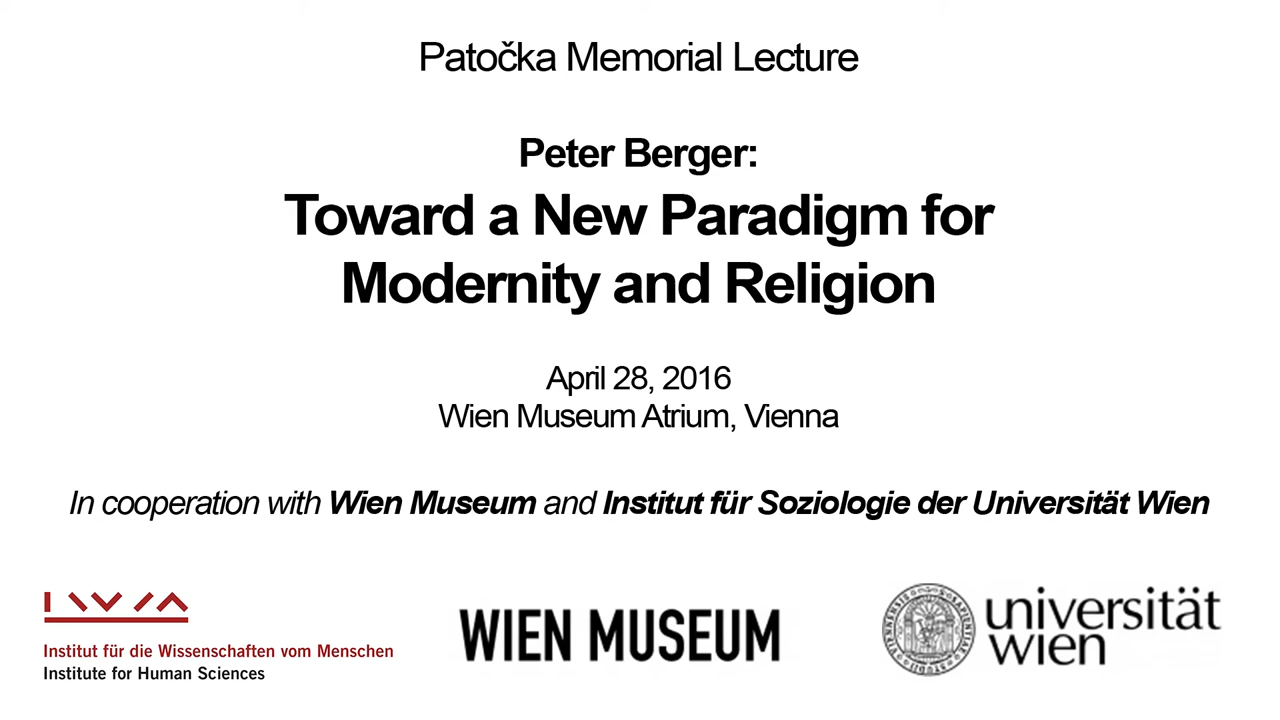 Patočka Memorial Lecture
Peter Berger:
Toward a New Paradigm for
Modernity and Religion
April 28, 2016
Wien Museum Atrium, Vienna
In cooperation with Wien Museum and Institut für Soziologie der Universität Wien
IWM
Institut für die Wissenschaften vom Menschen
Institute for Human Sciences
WIEN MUSEUM
universität
wien